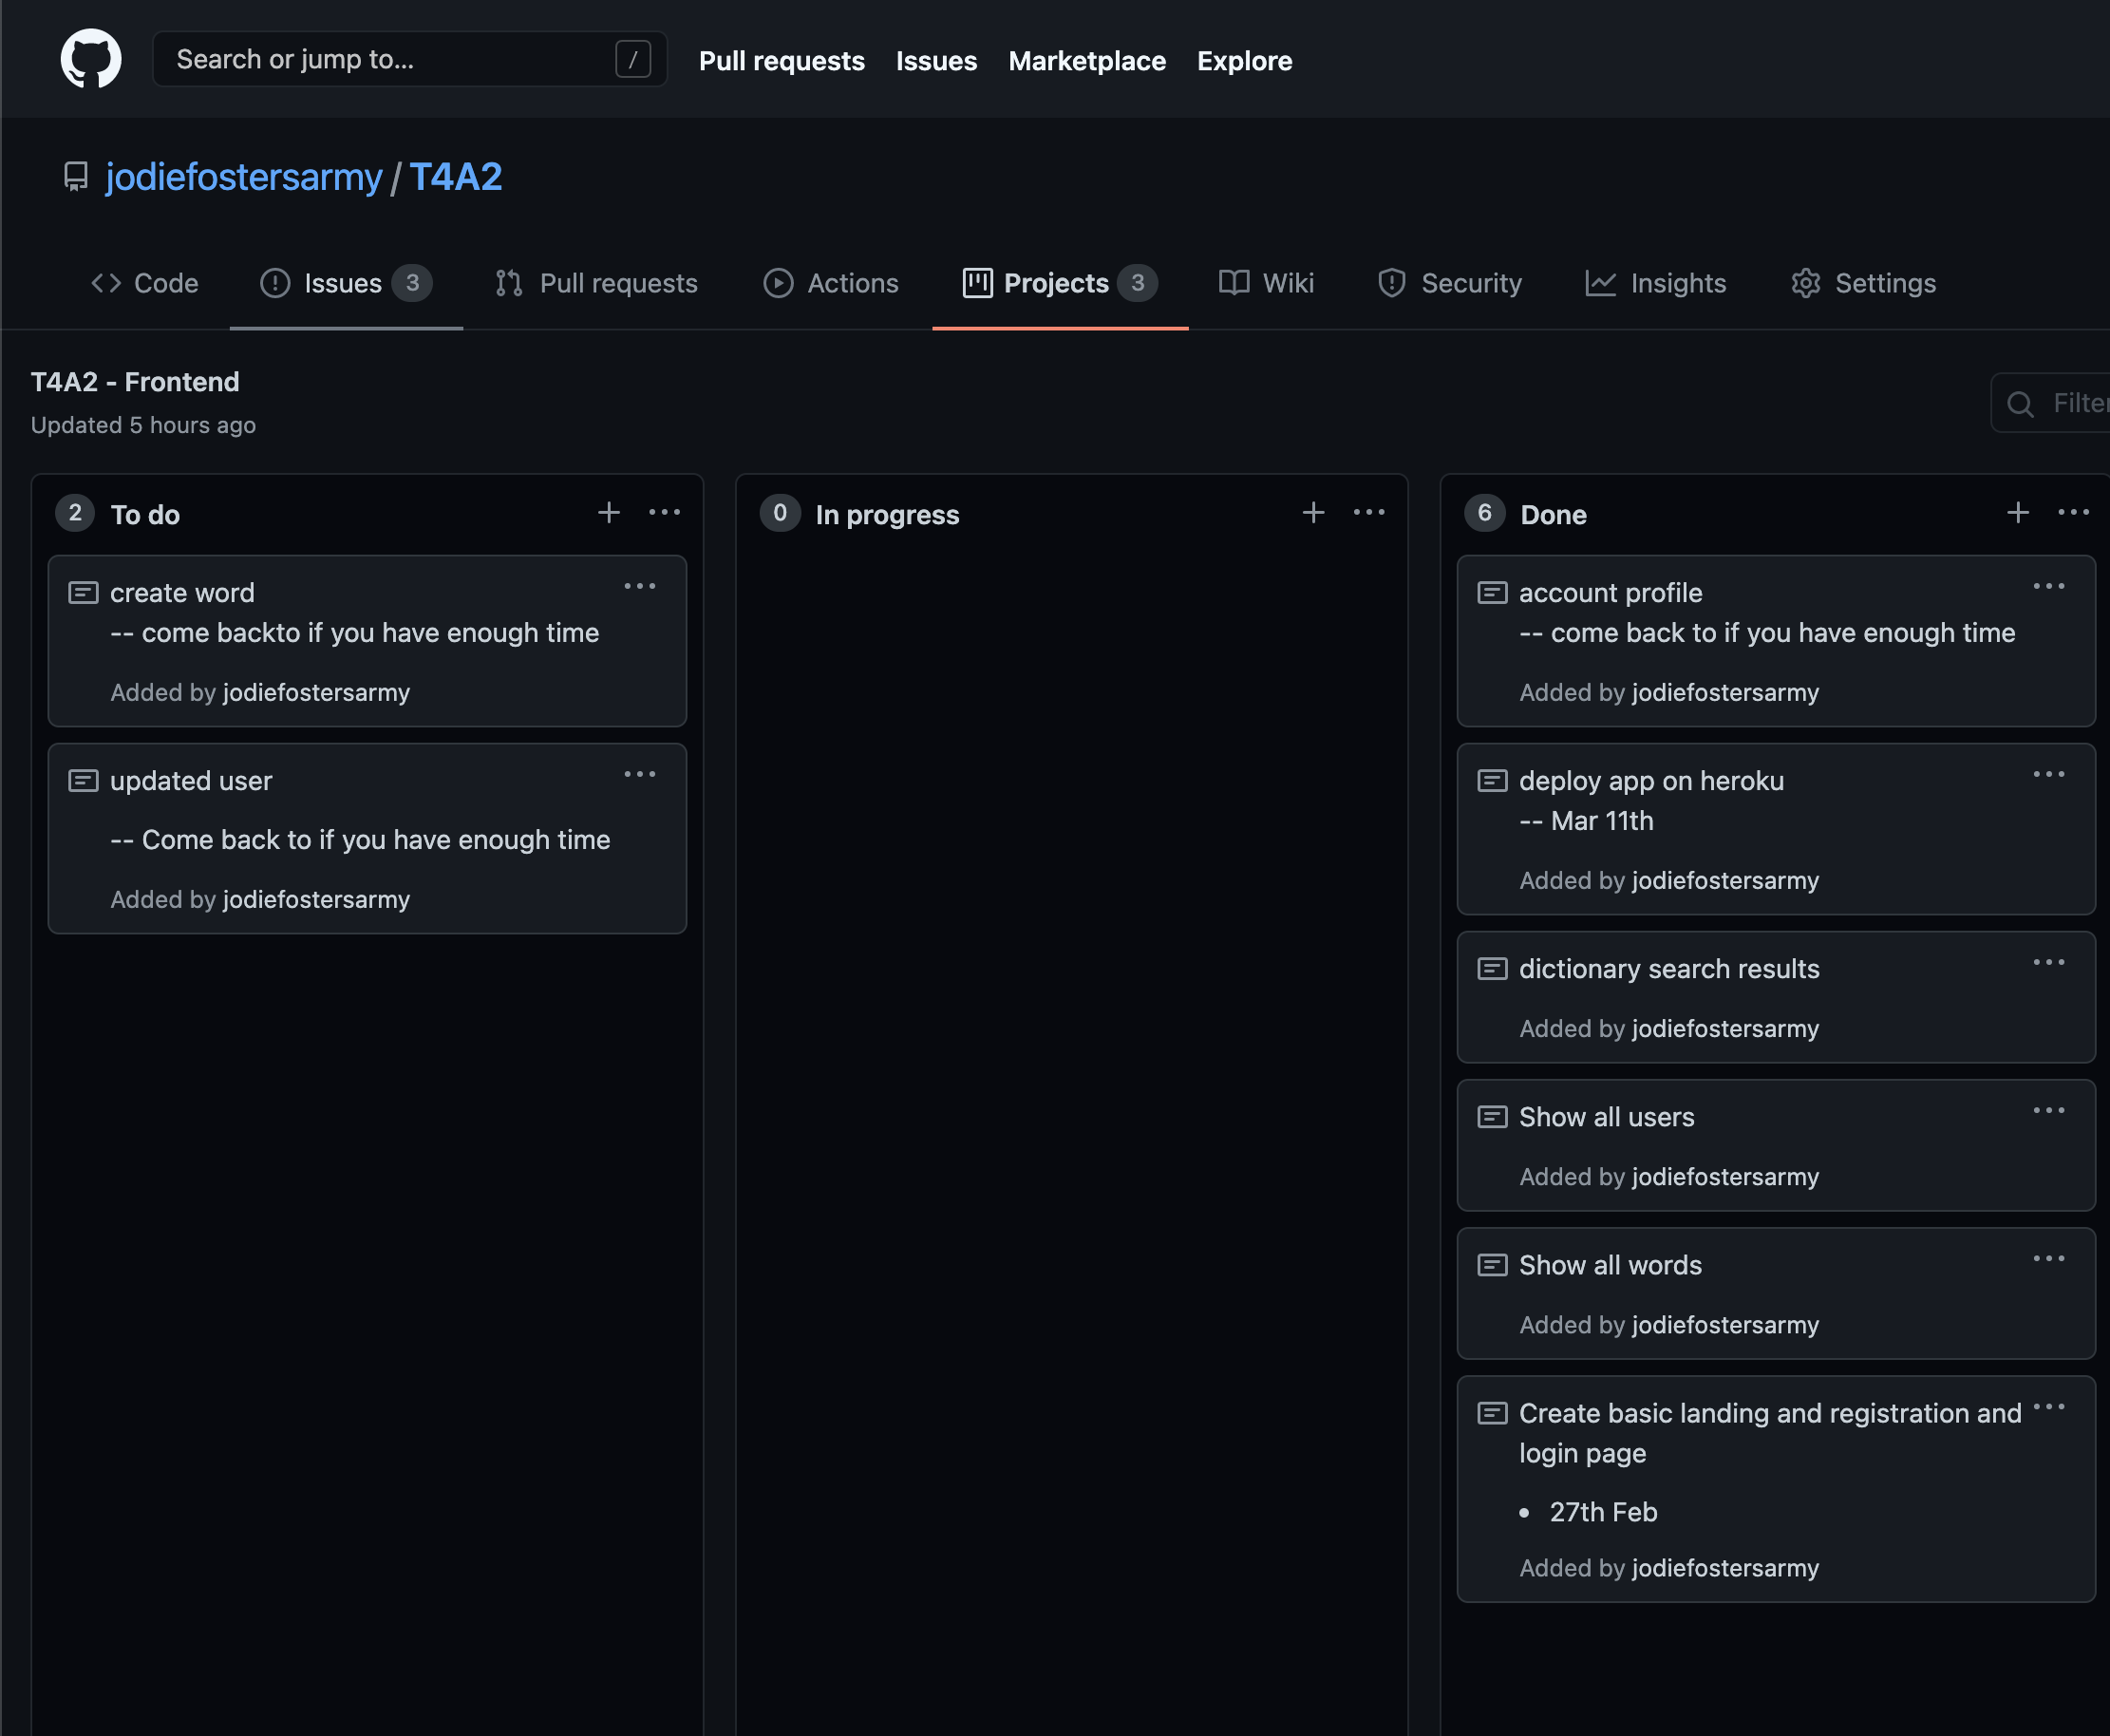 Search or jump to...
/
Pull requests
Issues
Marketplace
Explore
jodiefostersarmy / T4A2
Code
Issues 3
Pull requests
Actions
Projects 3
Wiki
Security
Insights
Settings
T4A2 - Frontend
Updated 5 hours ago
Filter
2 To do
create word
-- come backto if you have enough time
Added by jodiefostersarmy
updated user
-- Come back to if you have enough time
Added by jodiefostersarmy
0 In progress
6 Done
account profile
-- come back to if you have enough time
Added by jodiefostersarmy
deploy app on heroku
-- Mar 11th
Added by jodiefostersarmy
dictionary search results
Added by jodiefostersarmy
Show all users
Added by jodiefostersarmy
Show all words
Added by jodiefostersarmy
Create basic landing and registration and
login page
• 27th Feb
Added by jodiefostersarmy